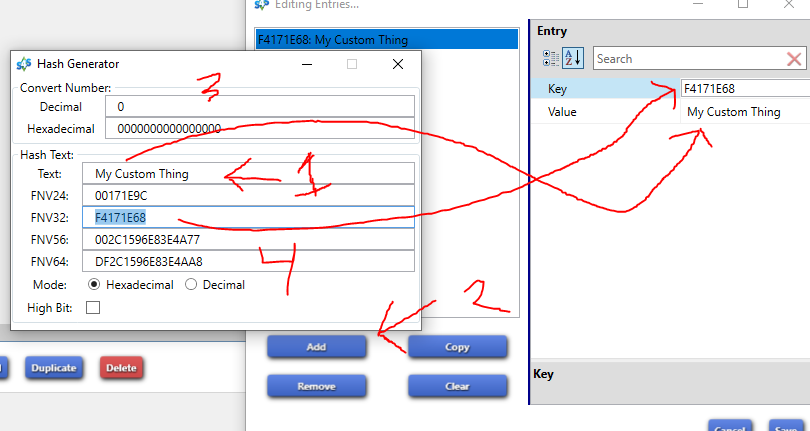 Editing Entries...
F4171E68: My Custom Thing
Entry
Search
Key F4171E68
Value My Custom Thing
Hash Generator
Convert Number:
3
Decimal 0
Hexadecimal 0000000000000000
Hash Text:
Text: My Custom Thing
1
FNV24: 00171E9C
FNV32: F4171E68
FNV56: 002C1596E83E4A77
FNV64: DF2C1596E83E4AA8
4
Mode: Hexadecimal Decimal
High Bit:
2
Add Copy
Remove Clear
Duplicate Delete
Key
Cancel Save